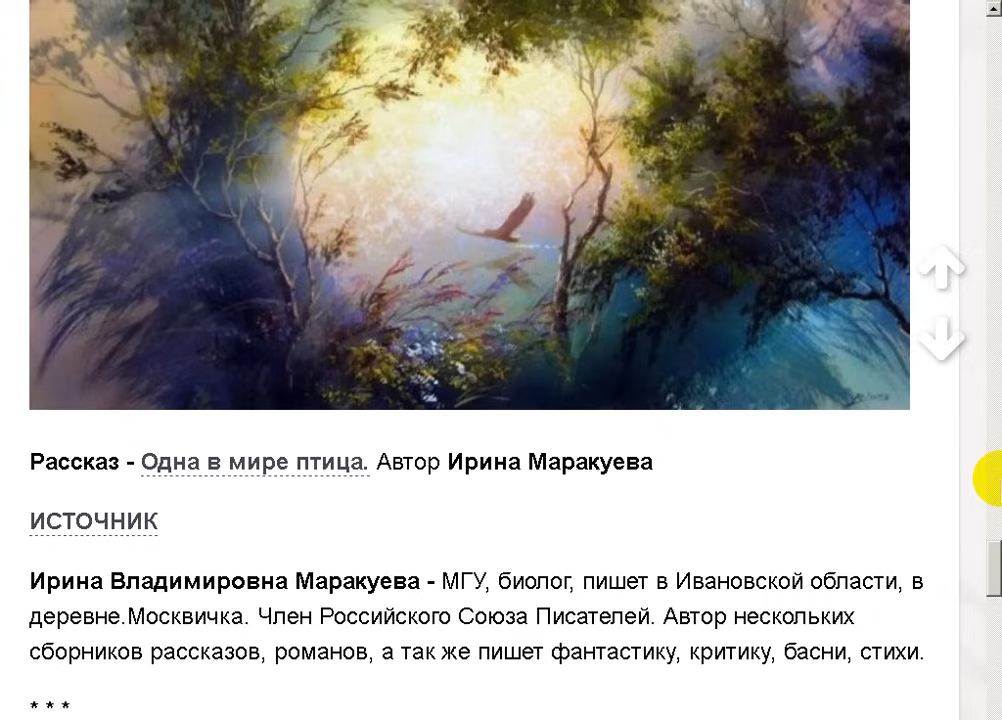 Рассказ - Одна в мире птица. Автор Ирина Маракуева
ИСТОЧНИК
Ирина Владимировна Маракуева - МГУ, биолог, пишет в Ивановской области, в
деревне.Москвичка. Член Российского Союза Писателей. Автор нескольких
сборников рассказов, романов, а так же пишет фантастику, критику, басни, стихи.
* * *